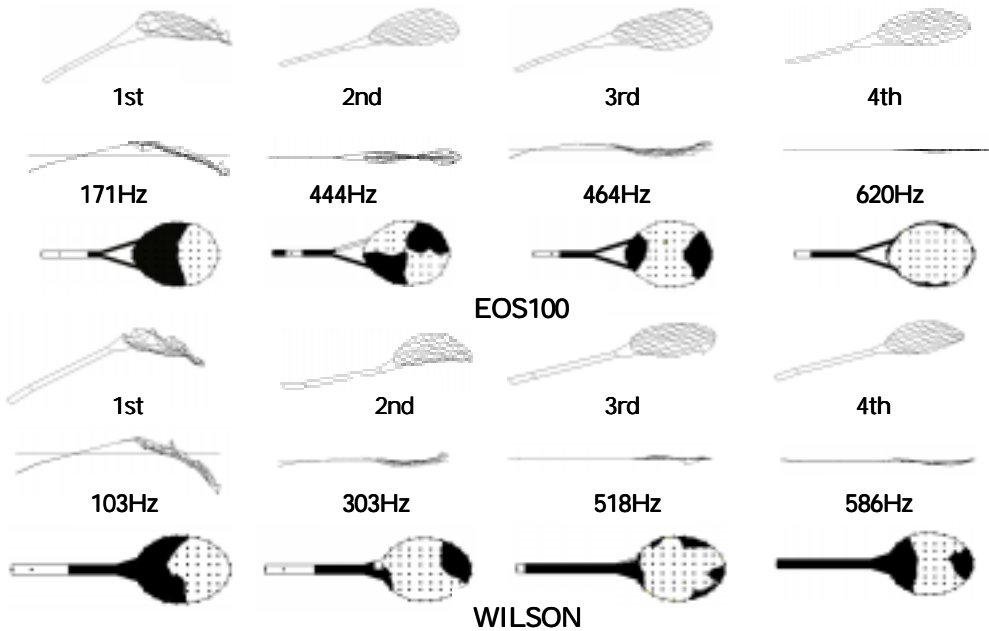 1st 2nd 3rd 4th
171Hz 444Hz 464Hz 620Hz
EOS100
1st 2nd 3rd 4th
103Hz 303Hz 518Hz 586Hz
WILSON